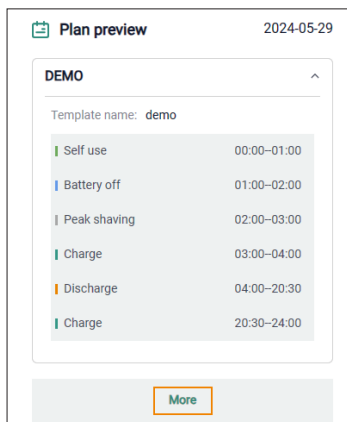 Plan preview 2024-05-29
DEMO
Template name: demo
Self use 00:00--01:00
Battery off 01:00--02:00
Peak shaving 02:00--03:00
Charge 03:00--04:00
Discharge 04:00--20:30
Charge 20:30--24:00
More